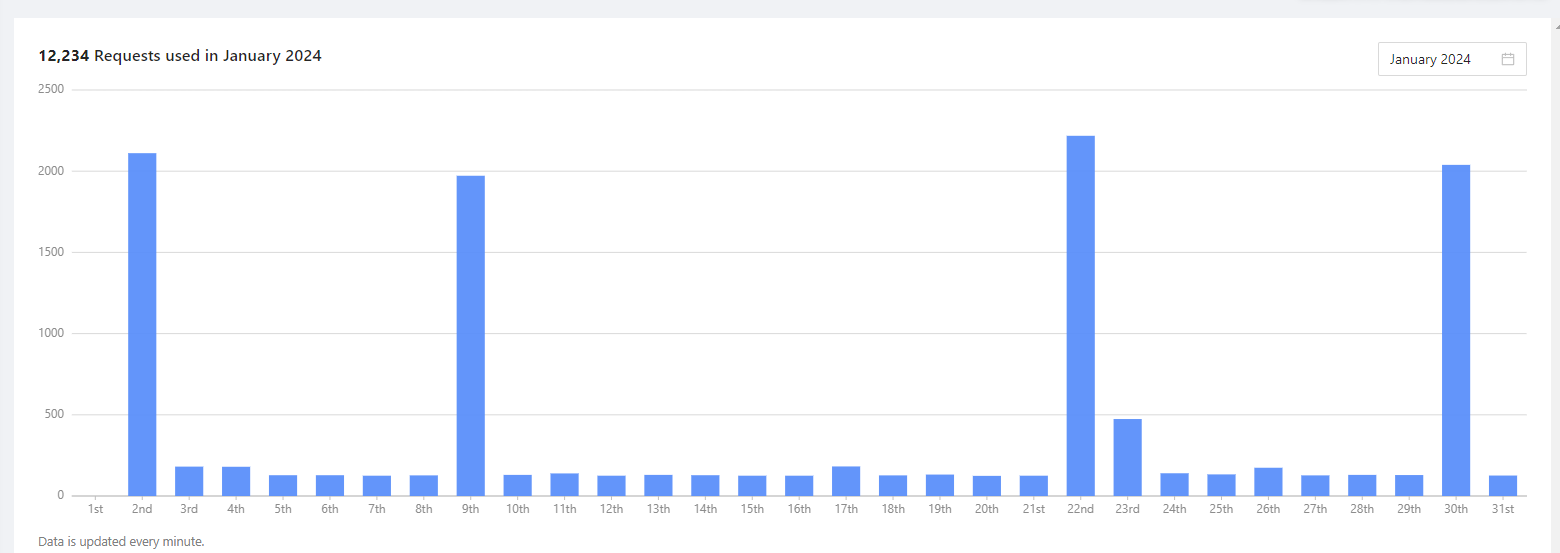 12,234 Requests used in January 2024
January 2024
2500
2000
1500
1000
500
0
1st 2nd 3rd 4th 5th 6th 7th 8th 9th 10th 11th 12th 13th 14th 15th 16th 17th 18th 19th 20th 21st 22nd 23rd 24th 25th 26th 27th 28th 29th 30th 31st
Data is updated every minute.